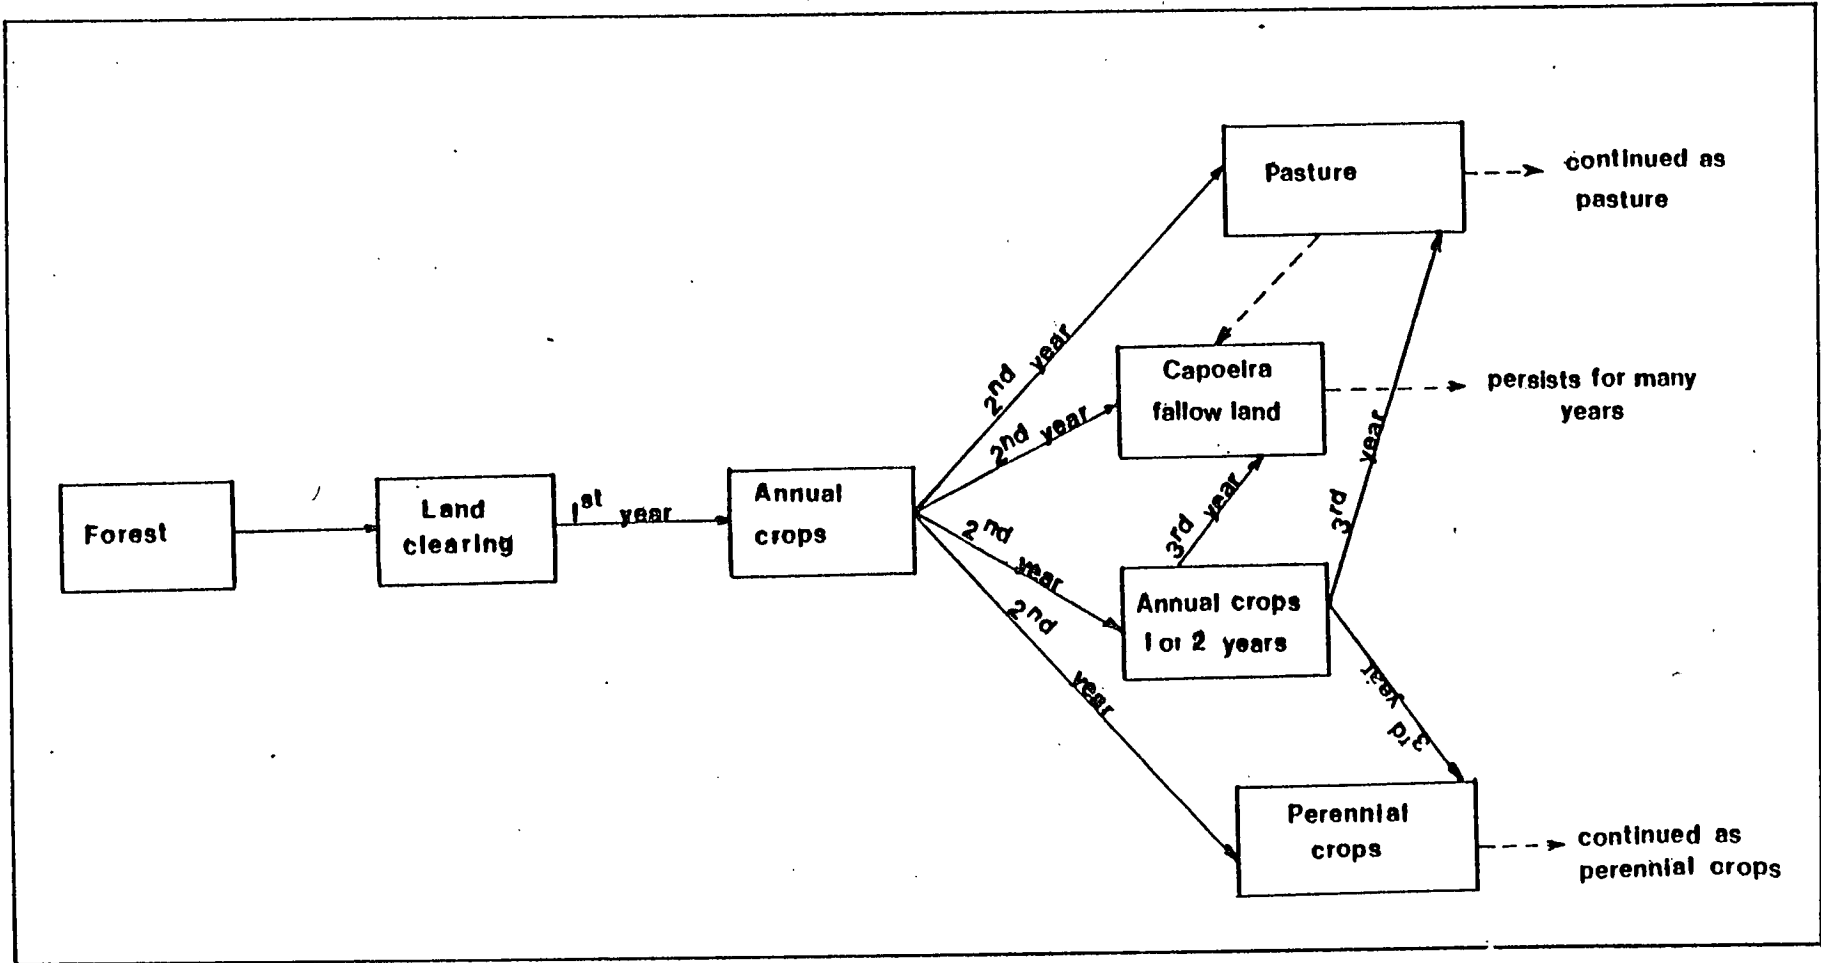 Forest
Land
clearing
1st year
Annual
crops
2nd year
2nd year
2nd year
2nd year
Pasture
continued as
pasture
Capoeira
fallow land
persists for many
years
3rd year
3rd year
Annual crops
1 or 2 years
3rd year
Perennial
crops
continued as
perennial crops